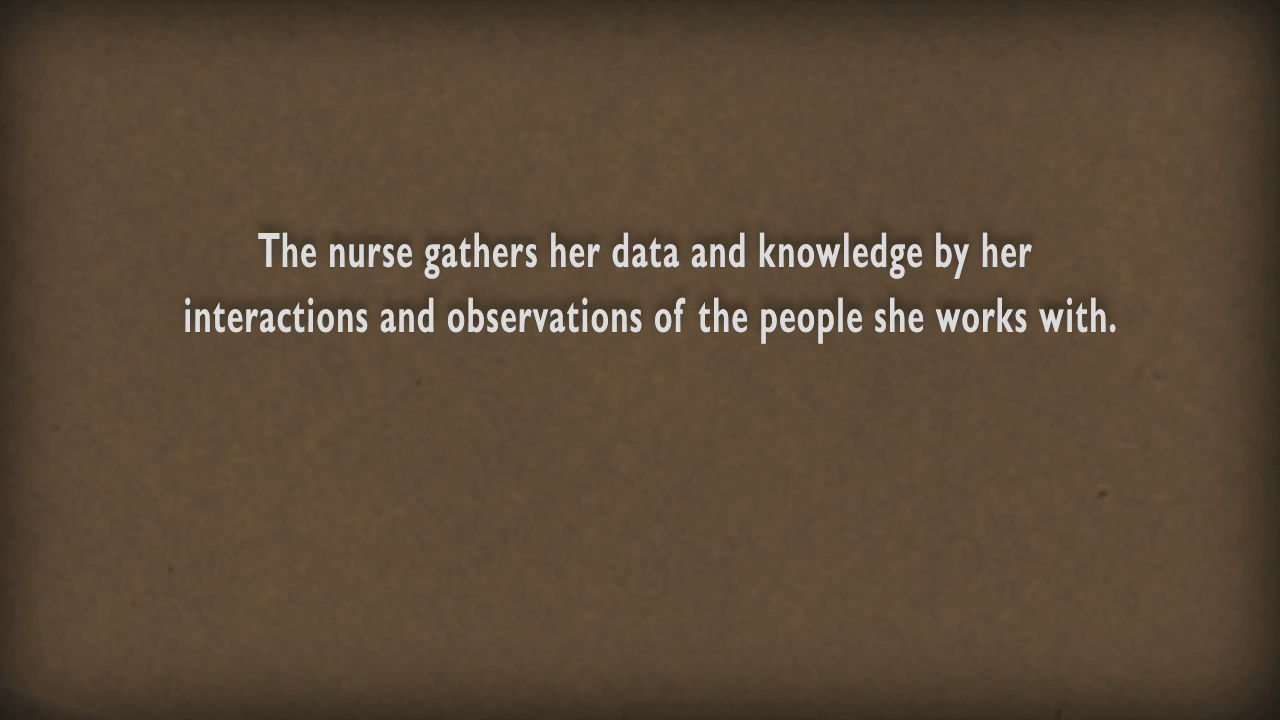 The nurse gathers her data and knowledge by her
interactions and observations of the people she works with.